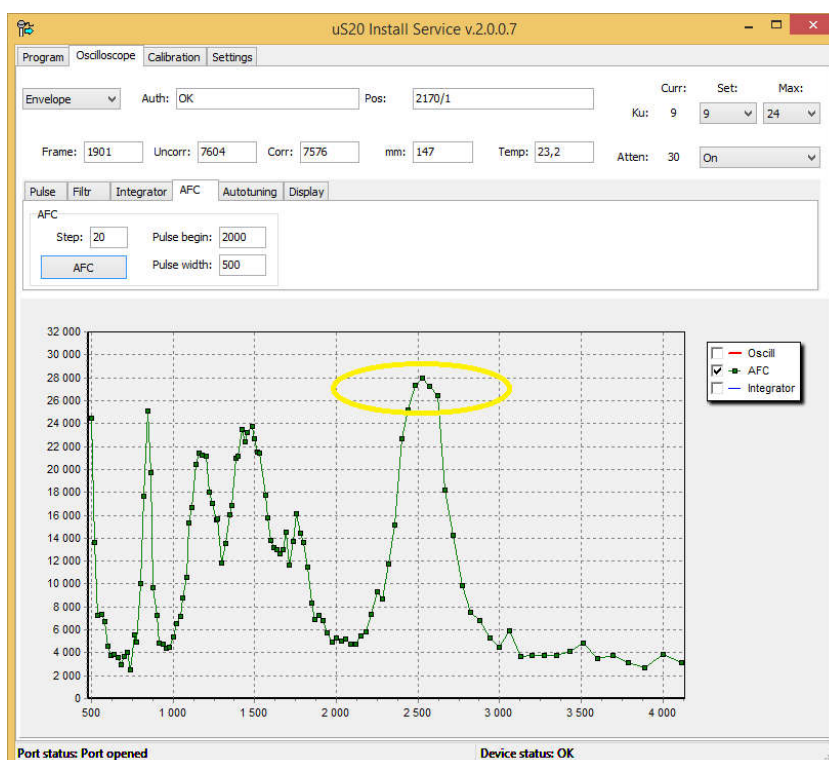 uS20 Install Service v.2.0.0.7
Program Oscilloscope Calibration Settings
Curr: Set: Max:
Envelope Auth: OK Pos: 2170/1
Ku: 9 9 24
Frame: 1901 Uncorr: 7604 Corr: 7576 mm: 147 Temp: 23,2 Atten: 30 On
Pulse Filtr Integrator AFC Autotuning Display
AFC
Step: 20 Pulse begin: 2000
AFC Pulse width: 500
32 000
30 000
28 000
26 000
24 000
22 000
20 000
18 000
16 000
14 000
12 000
10 000
8 000
6 000
4 000
2 000
0
500 1 000 1 500 2 000 2 500 3 000 3 500 4 000
Oscill
AFC
Integrator
Port status: Port opened Device status: OK